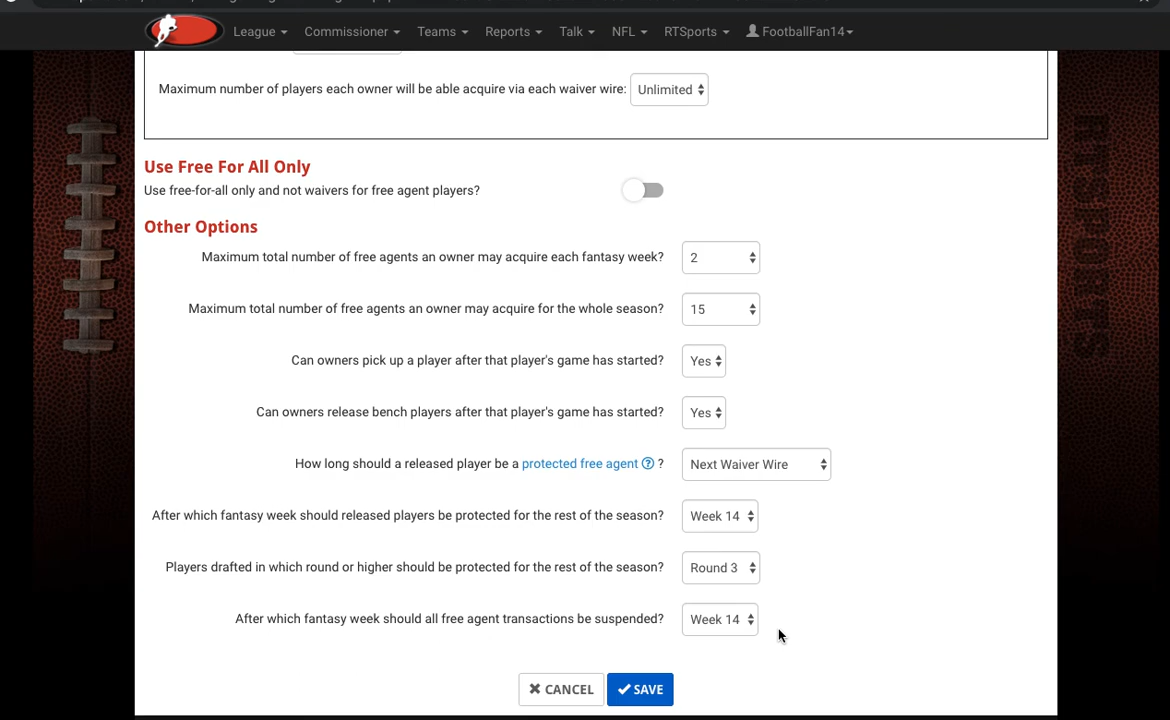 League Commissioner Teams Reports Talk NFL RTSports FootballFan14
Maximum number of players each owner will be able acquire via each waiver wire: Unlimited
Use Free For All Only
Use free-for-all only and not waivers for free agent players?
Other Options
Maximum total number of free agents an owner may acquire each fantasy week? 2
Maximum total number of free agents an owner may acquire for the whole season? 15
Can owners pick up a player after that player's game has started? Yes
Can owners release bench players after that player's game has started? Yes
How long should a released player be a protected free agent ? Next Waiver Wire
After which fantasy week should released players be protected for the rest of the season? Week 14
Players drafted in which round or higher should be protected for the rest of the season? Round 3
After which fantasy week should all free agent transactions be suspended? Week 14
CANCEL SAVE
RTSPORTS